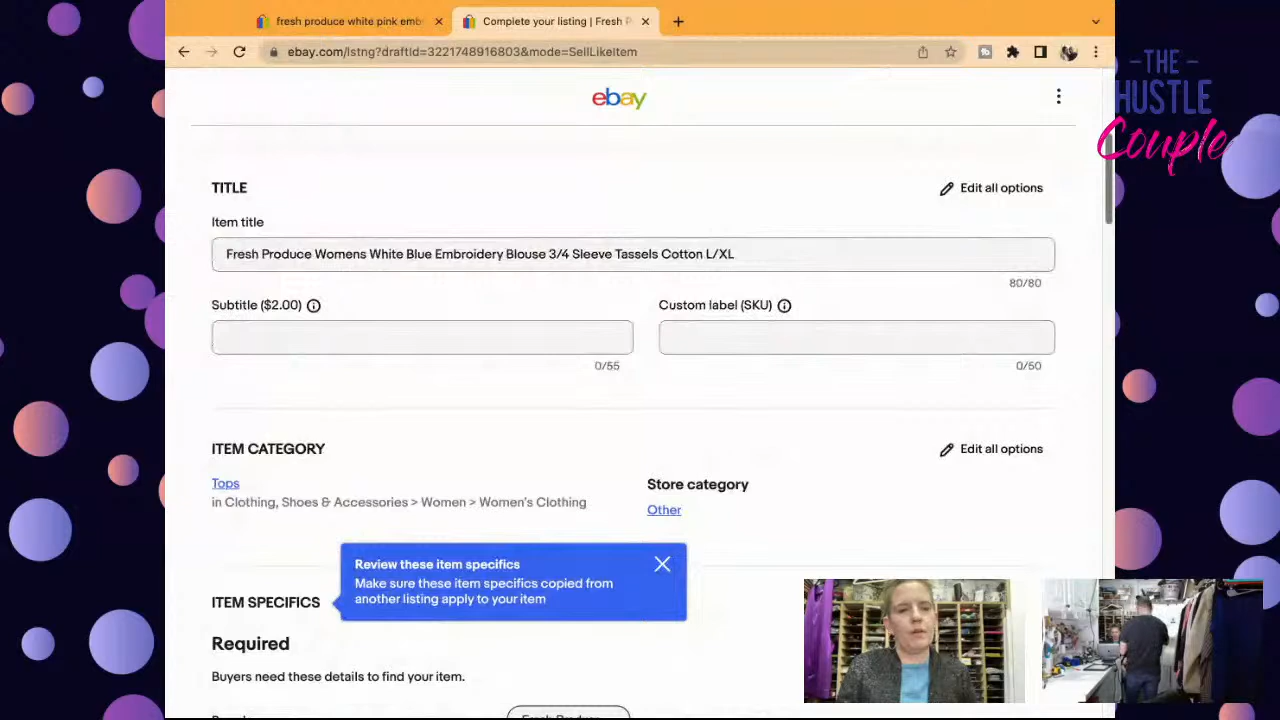 fresh produce white pink emb
Complete your listing | Fresh P
ebay.com/lstng?draftId=3221748916803&mode=SellLikeItem
-THE-
HUSTLE
Couple
ebay
TITLE
Edit all options
Item title
Fresh Produce Womens White Blue Embroidery Blouse 3/4 Sleeve Tassels Cotton L/XL
80/80
Subtitle ($2.00)
Custom label (SKU)
0/55
0/50
ITEM CATEGORY
Edit all options
Tops
in Clothing, Shoes & Accessories > Women > Women's Clothing
Store category
Other
Review these item specifics
Make sure these item specifics copied from
another listing apply to your item
ITEM SPECIFICS
Required
Buyers need these details to find your item.